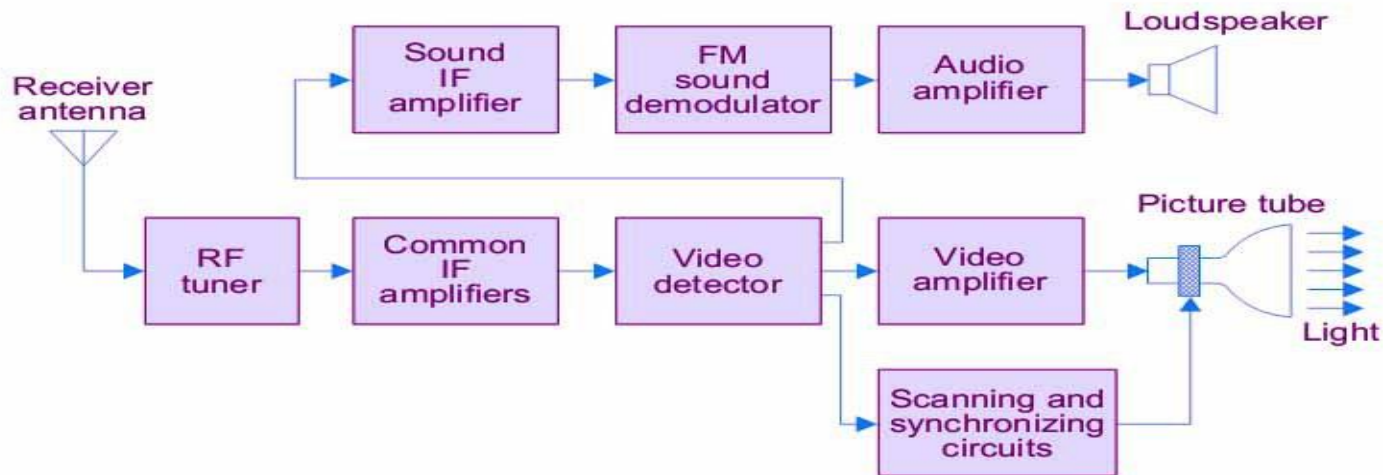 Receiver
antenna
Sound
IF
amplifier
FM
sound
demodulator
Audio
amplifier
Loudspeaker
RF
tuner
Common
IF
amplifiers
Video
detector
Video
amplifier
Picture tube
Light
Scanning and
synchronizing
circuits